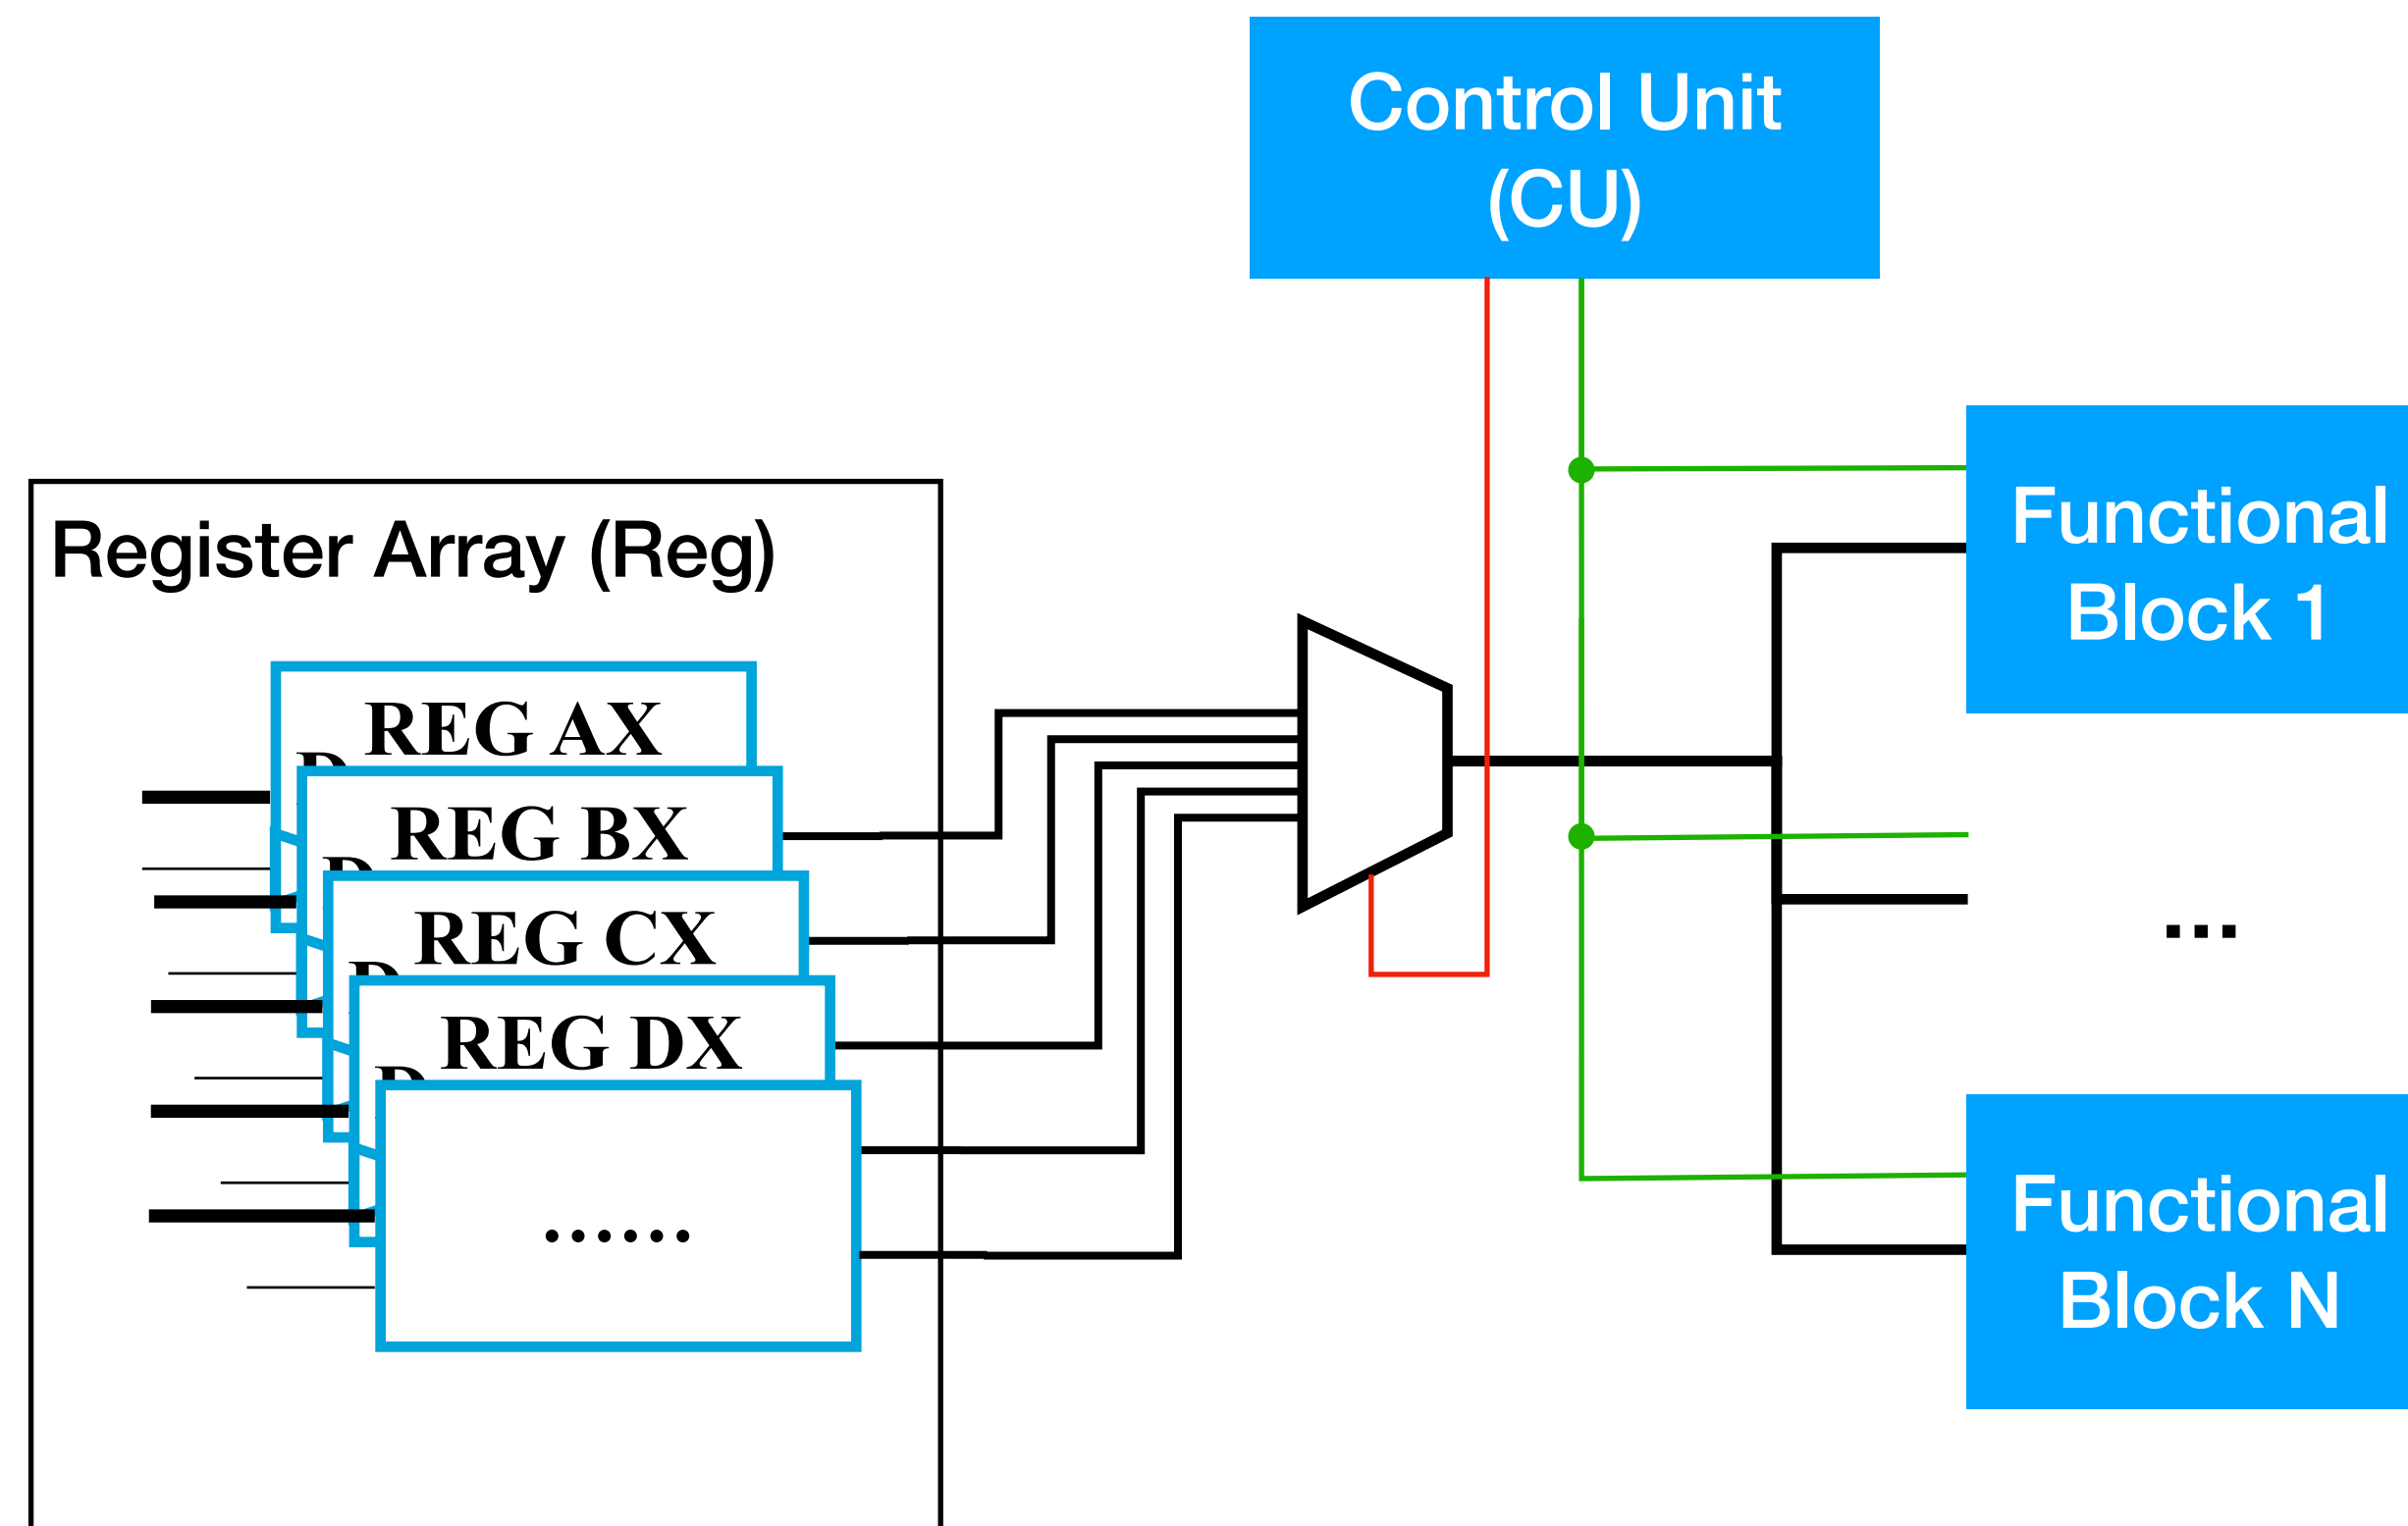 Control Unit
(CU)
Register Array (Reg)
Functional
Block 1
REG AX
D
REG BX
D
REG CX
D
REG DX
D
......
...
Functional
Block N